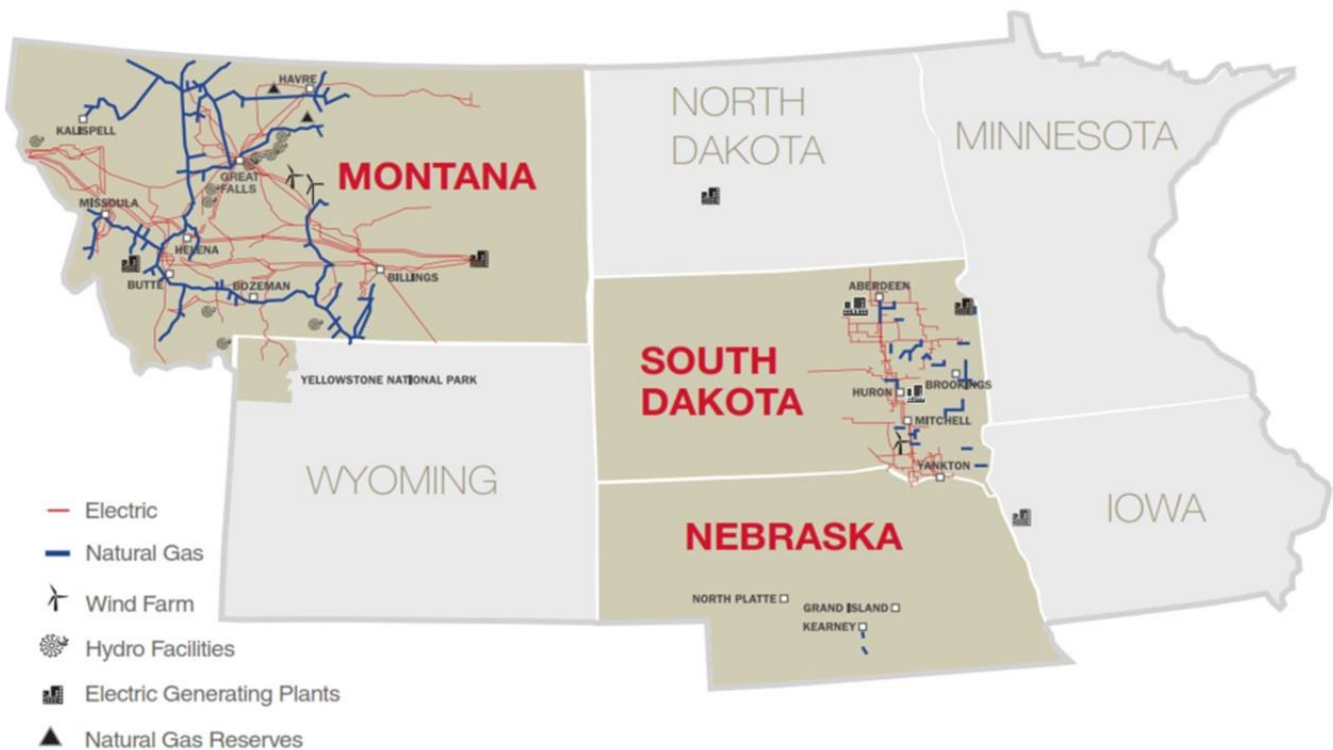 HAVRE
KALISPELL
GREAT
FALLS
MONTANA
MISSOULA
HELENA
BUTTE
BOZEMAN
BILLINGS
YELLOWSTONE NATIONAL PARK
NORTH
DAKOTA
MINNESOTA
ABERDEEN
SOUTH
DAKOTA
HURON
BROOKINGS
MITCHELL
YANKTON
WYOMING
NEBRASKA
IOWA
NORTH PLATTE
GRAND ISLAND
KEARNEY
Electric
Natural Gas
Wind Farm
Hydro Facilities
Electric Generating Plants
Natural Gas Reserves